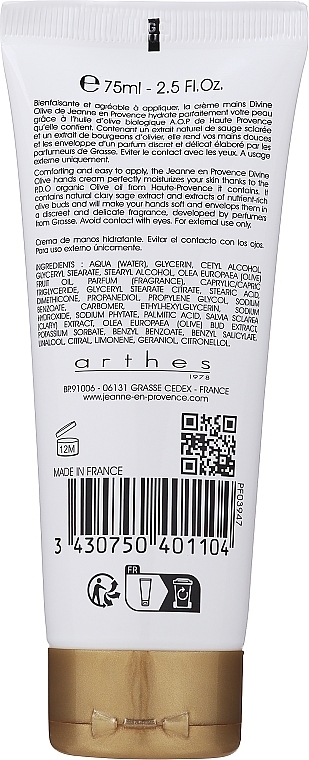 ℮ 75ml - 2.5 Fl.Oz.
Bienfaisante et agréable à appliquer, la crème mains Divine
Olive de Jeanne en Provence hydrate parfaitement votre peau
grâce à l'huile d'olive biologique A.O.P de Haute Provence
qu'elle contient. Contenant un extrait naturel de sauge sclarée
et un extrait de bourgeons d'olivier, elle rend vos mains douces
et les enveloppe d'un parfum discret et délicat élaboré par les
parfumeurs de Grasse. Eviter le contact avec les yeux. A usage
externe uniquement.
Comforting and easy to apply, the Jeanne en Provence Divine
Olive hands cream perfectly moisturizes your skin thanks to the
P.D.O organic Olive oil from Haute-Provence it contains. It
contains natural clary sage extract and extracts of nutrient-rich
olive buds and will make your hands soft and envelops them in
a discreet and delicate fragrance, developed by perfumers
from Grasse. Avoid contact with eyes. For external use only.
Crema de manos hidratante. Evitar el contacto con los ojos.
Para uso externo únicamente.
INGREDIENTS : AQUA (WATER), GLYCERIN, CETYL ALCOHOL,
GLYCERYL STEARATE, STEARYL ALCOHOL, OLEA EUROPAEA (OLIVE)
FRUIT OIL, PARFUM (FRAGRANCE), CAPRYLIC/CAPRIC
TRIGLYCERIDE, GLYCERYL STEARATE CITRATE, STEARIC ACID,
DIMETHICONE, PROPANEDIOL, PROPYLENE GLYCOL, SODIUM
BENZOATE, CARBOMER, ETHYLHEXYLGLYCERIN, SODIUM
HYDROXIDE, SODIUM PHYTATE, PALMITIC ACID, SALVIA SCLAREA
(CLARY) EXTRACT, OLEA EUROPAEA (OLIVE) BUD EXTRACT,
POTASSIUM SORBATE, BENZYL BENZOATE, BENZYL SALICYLATE,
LINALOOL, CITRAL, LIMONENE, GERANIOL, CITRONELLOL.
arthes
1978
BP.91006 - 06131 GRASSE CEDEX - FRANCE
www.jeanne-en-provence.com
12M
MADE IN FRANCE
PF03947
3 430750 401104
FR